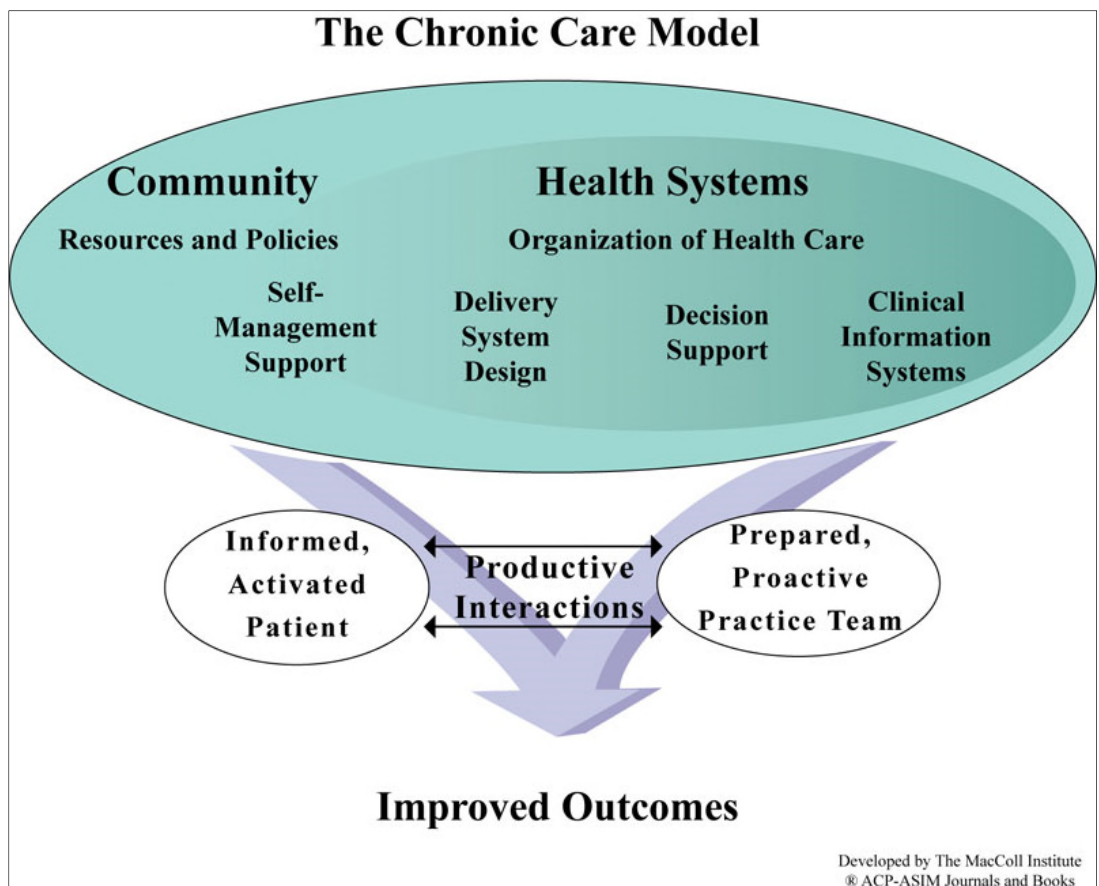 The Chronic Care Model
Community
Resources and Policies
Health Systems
Organization of Health Care
Self-
Management
Support
Delivery
System
Design
Decision
Support
Clinical
Information
Systems
Informed,
Activated
Patient
Productive
Interactions
Prepared,
Proactive
Practice Team
Improved Outcomes
Developed by The MacColl Institute
® ACP-ASIM Journals and Books